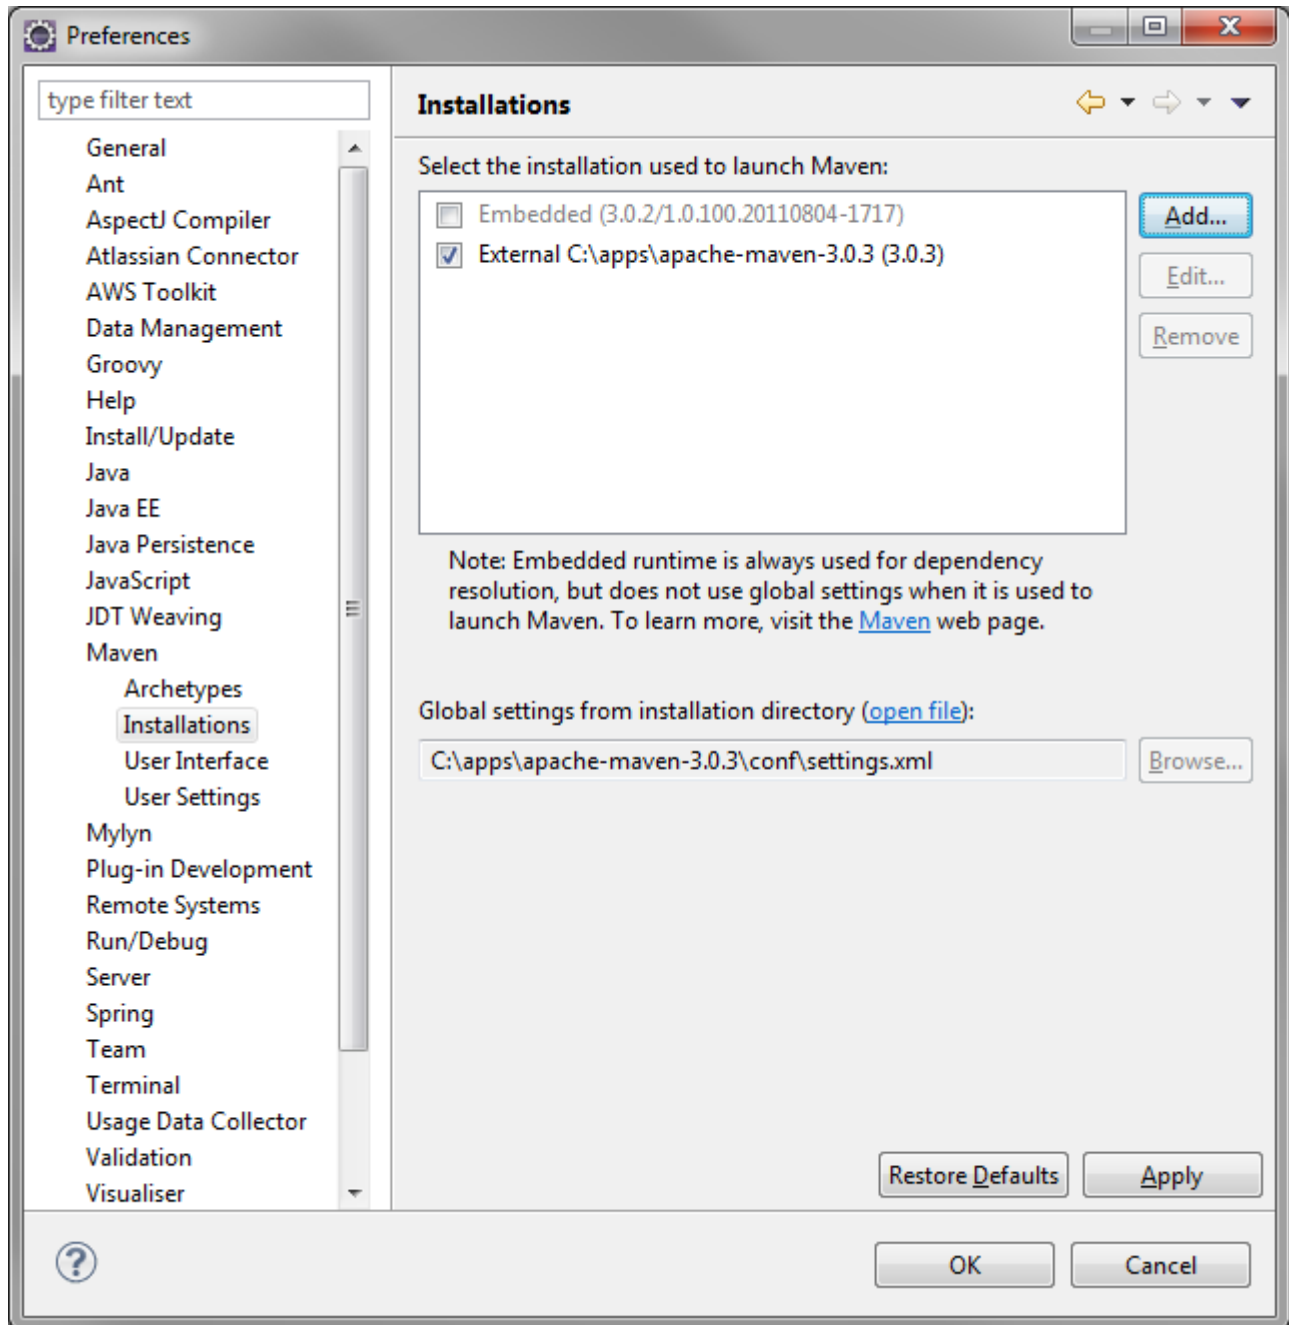 Preferences
type filter text
General
Ant
AspectJ Compiler
Atlassian Connector
AWS Toolkit
Data Management
Groovy
Help
Install/Update
Java
Java EE
Java Persistence
JavaScript
JDT Weaving
Maven
Archetypes
Installations
User Interface
User Settings
Mylyn
Plug-in Development
Remote Systems
Run/Debug
Server
Spring
Team
Terminal
Usage Data Collector
Validation
Visualiser
Installations
Select the installation used to launch Maven:
Embedded (3.0.2/1.0.100.20110804-1717)
External C:\apps\apache-maven-3.0.3 (3.0.3)
Add...
Edit...
Remove
Note: Embedded runtime is always used for dependency
resolution, but does not use global settings when it is used to
launch Maven. To learn more, visit the Maven web page.
Global settings from installation directory (open file):
C:\apps\apache-maven-3.0.3\conf\settings.xml
Browse...
Restore Defaults
Apply
?
OK
Cancel